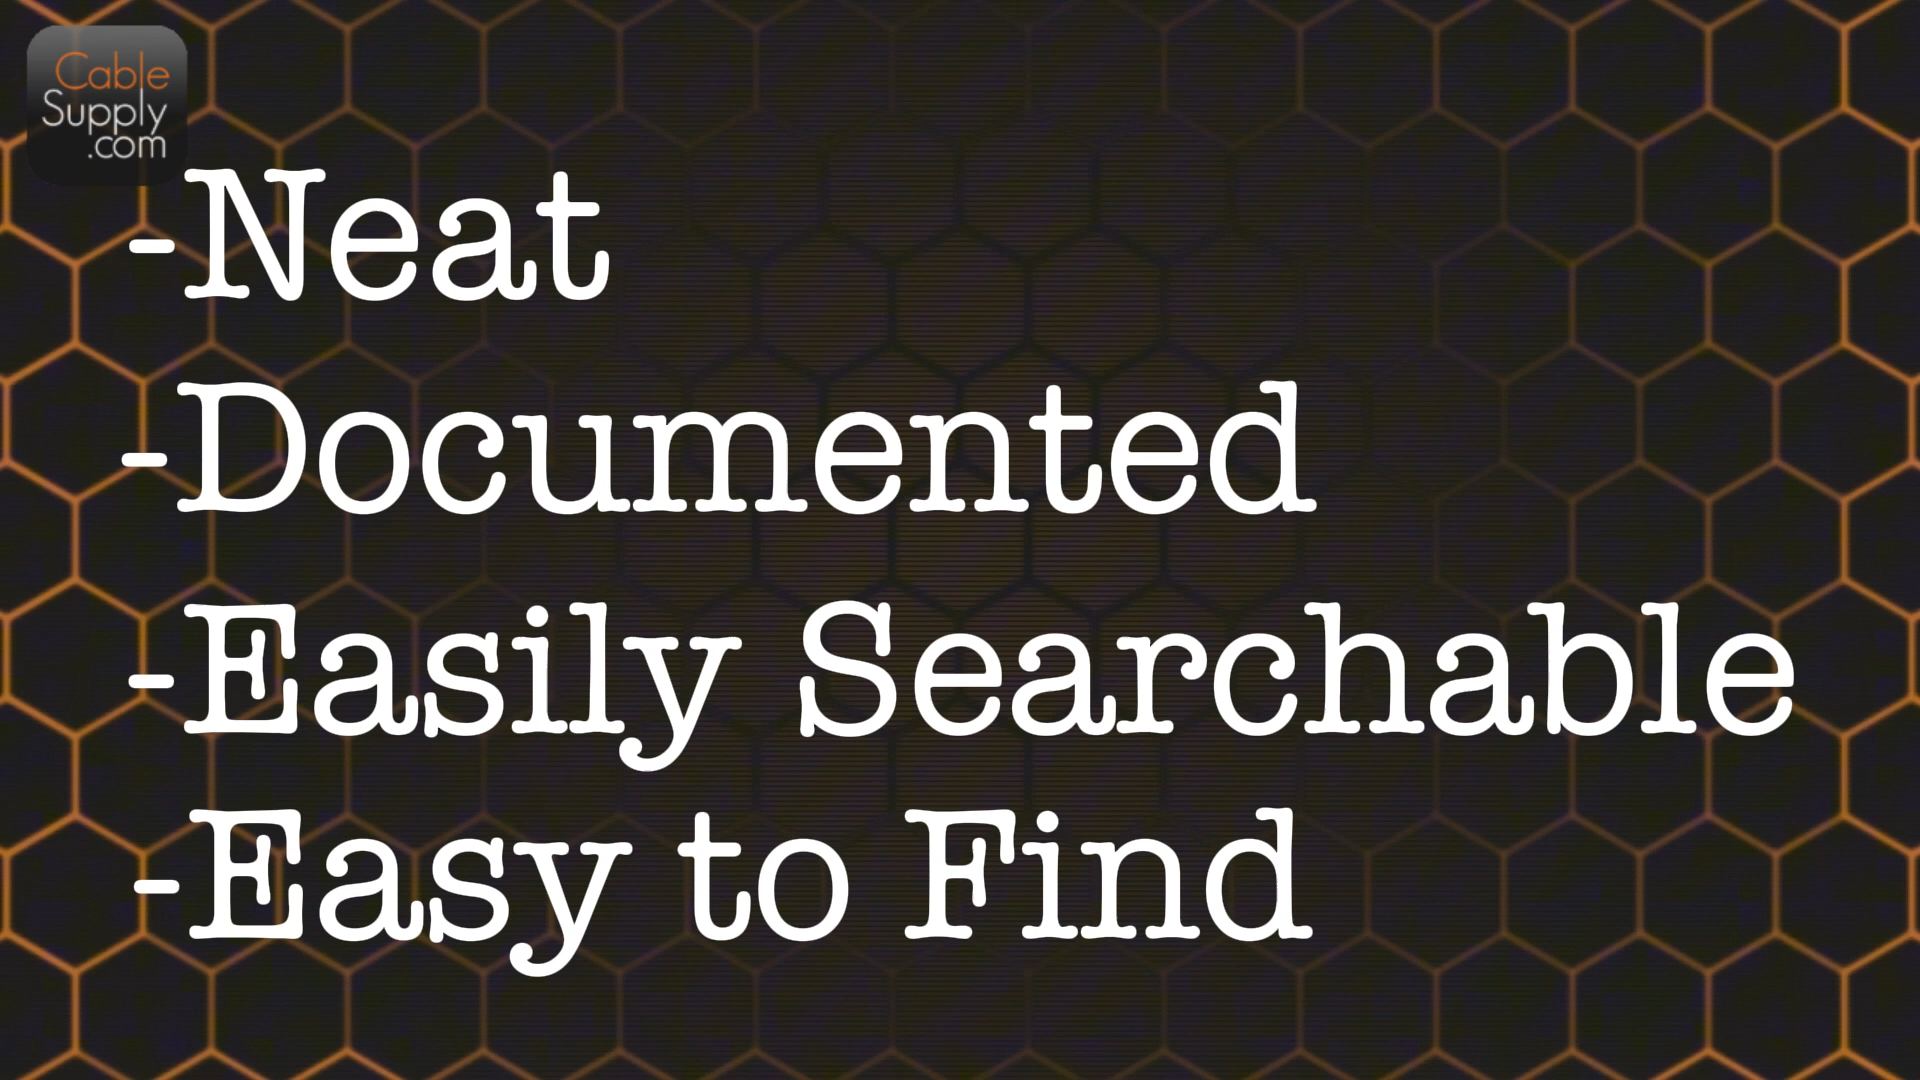 Cable
Supply
.com
-Neat
-Documented
-Easily Searchable
-Easy to Find